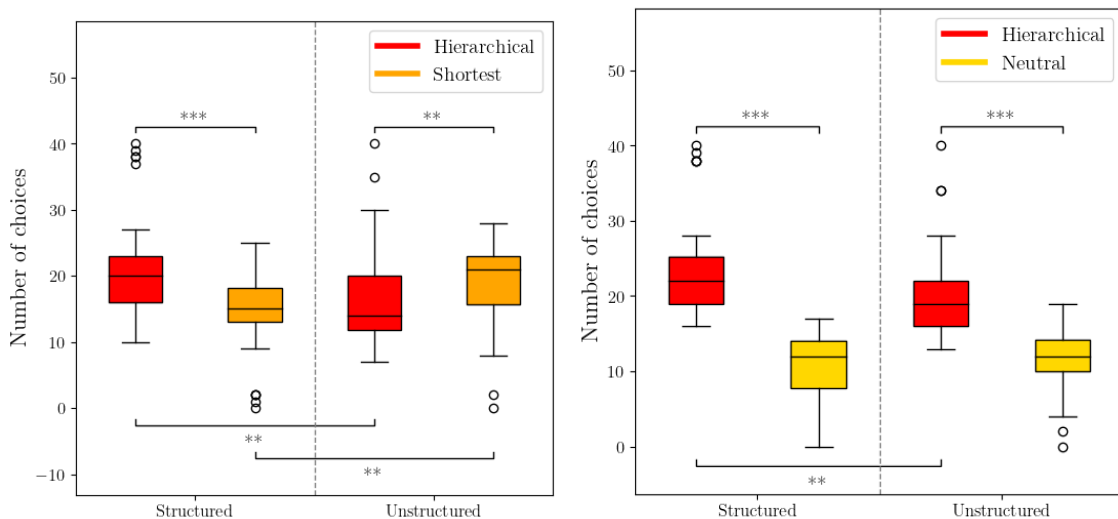 Hierarchical
Shortest
50
40
30
20
10
0
−10
Number of choices
***
**
**
**
Structured
Unstructured
Hierarchical
Neutral
50
40
30
20
10
0
Number of choices
***
***
**
Structured
Unstructured